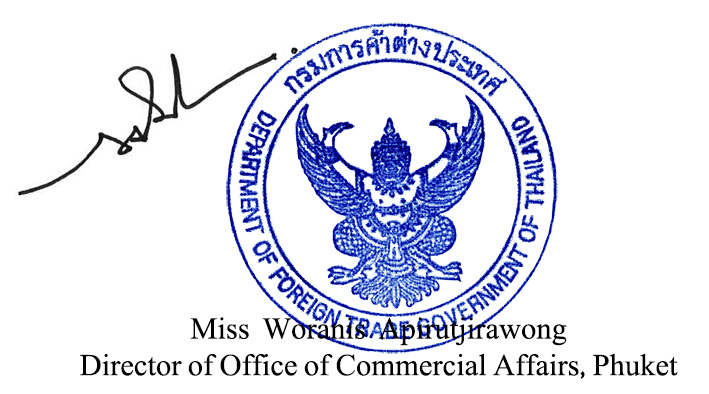 กรมการค้าต่างประเทศ
DEPARTMENT OF FOREIGN TRADE GOVERNMENT OF THAILAND
Miss Woranis Apirutjirawong
Director of Office of Commercial Affairs, Phuket